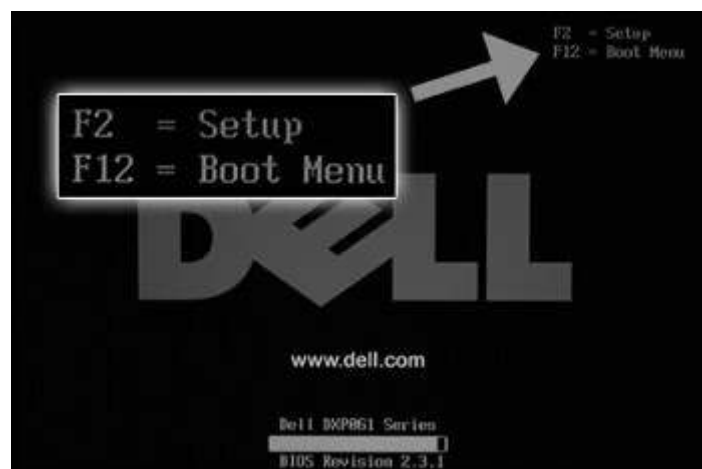 F2 = Setup
F12 = Boot Menu
F2 = Setup
F12 = Boot Menu
DELL
www.dell.com
Dell DXP061 Series
BIOS Revision 2.3.1